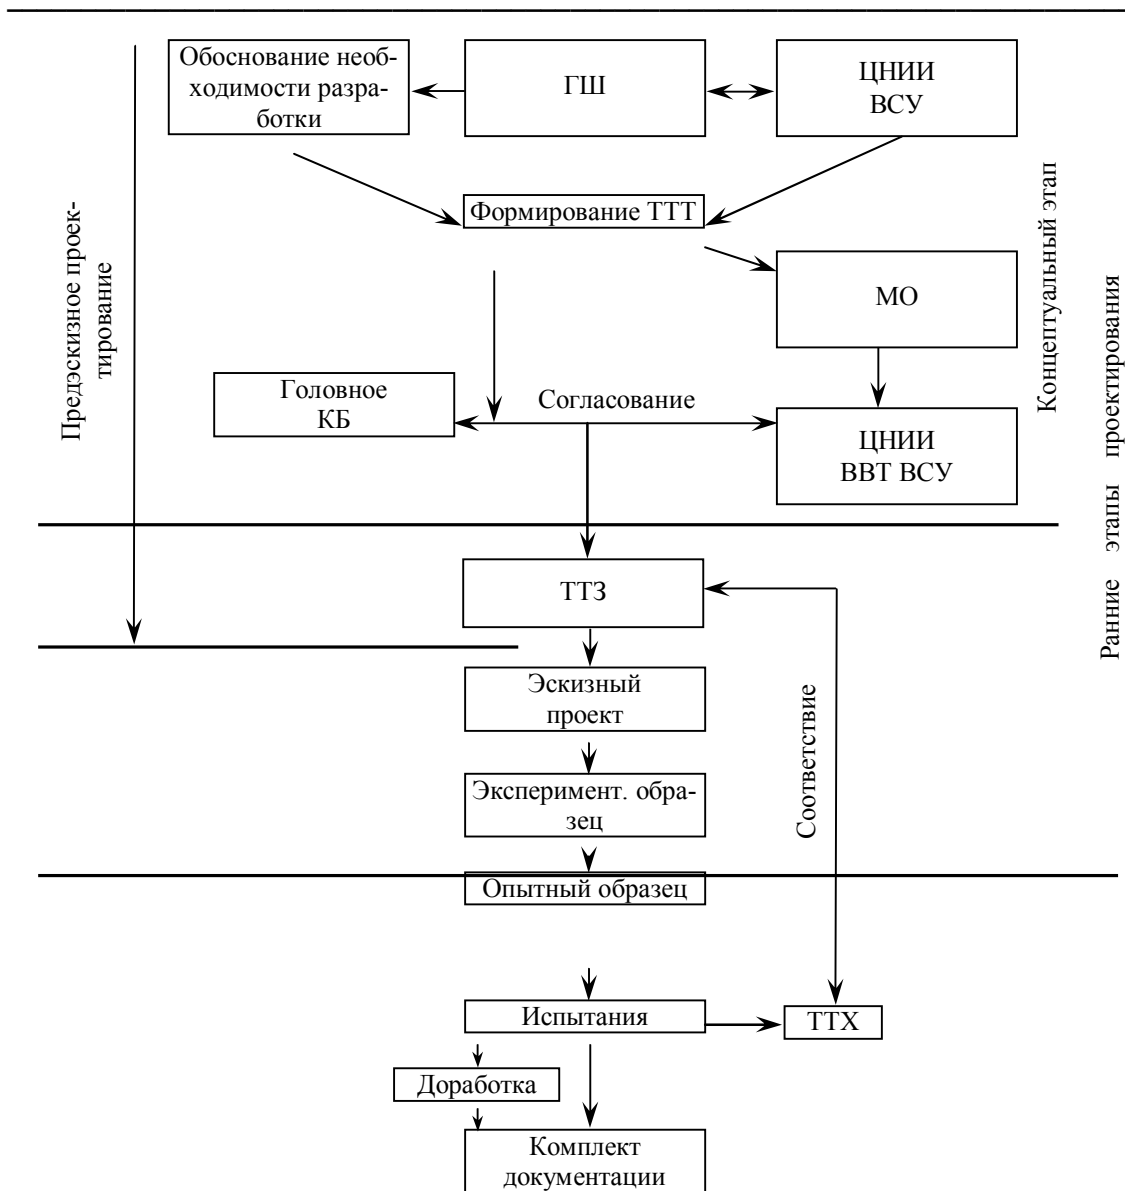 Обоснование необ-
ходимости разра-
ботки
ГШ
ЦНИИ
ВСУ
Формирование ТТТ
МО
Предэскизное проек-
тирование
Концептуальный этап
Ранние этапы проектирования
Головное
КБ
Согласование
ЦНИИ
ВВТ ВСУ
ТТЗ
Эскизный
проект
Соответствие
Эксперимент. обра-
зец
Опытный образец
Испытания
ТТХ
Доработка
Комплект
документации